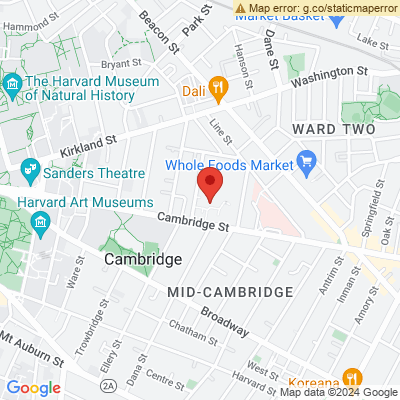 Map error: g.co/staticmaperror
Hammond St
Beacon St
Park St
Market Basket
Lake St
Dane St
Hanson St
Bryant St
Washington St
The Harvard Museum
of Natural History
Dali
Line St
WARD TWO
Kirkland St
Whole Foods Market
Sanders Theatre
Harvard Art Museums
Springfield St
Oak St
Cambridge St
Ware St
Cambridge
MID-CAMBRIDGE
Antrim St
Inman St
Amory St
Broadway
Trowbridge St
Chatham St
Mt Auburn St
Ellery St
Dana St
West St
Centre St
Harvard St
Koreana
2A
Google
Map data ©2024 Google